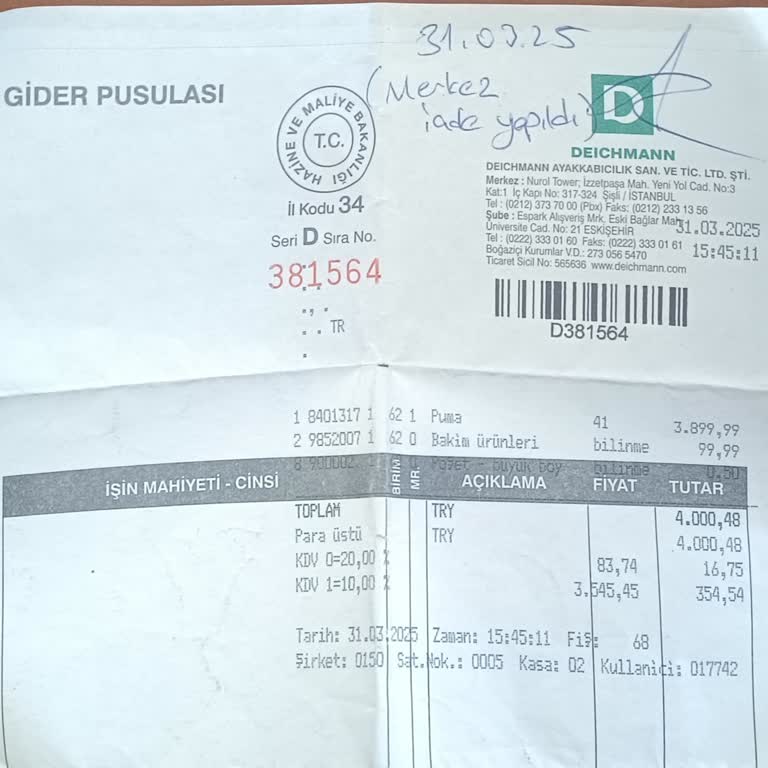 31.03.25
(Merkez
iade yapıldı)
GİDER PUSULASI
HAZİNE VE MALİYE BAKANLIĞI
T.C.
İl Kodu 34
Seri D Sıra No.
381564
TR
D
DEICHMANN
DEICHMANN AYAKKABICILIK SAN. VE TİC. LTD. ŞTİ.
Merkez : Nurol Tower; İzzetpaşa Mah. Yeni Yol Cad. No:3
Kat:1 İç Kapı No: 317-324 Şişli / İSTANBUL
Tel : (0212) 373 70 00 (Pbx) Faks: (0212) 233 13 56
Şube : Espark Alışveriş Mrk. Eski Bağlar Mah.
Üniversite Cad. No: 21 ESKİŞEHİR
Tel : (0222) 333 01 60 Faks: (0222) 333 01 61
Boğaziçi Kurumlar V.D.: 273 056 5470
Ticaret Sicil No: 565636 www.deichmann.com
31.03.2025
15:45:11
D381564
1 8401317 1 62 1 Puma 41 3.899,99
2 9852007 1 62 0 Bakim ürünleri bilinme 99,99
8 900002 Poşet - büyük boy bilinme 0,50
İŞİN MAHİYETİ - CİNSİ BİRİM MR. AÇIKLAMA FİYAT TUTAR
TOPLAM TRY 4.000,48
Para üstü TRY 4.000,48
KDV 0=20,00 % 83,74 16,75
KDV 1=10,00 % 3.545,45 354,54
Tarih: 31.03.2025 Zaman: 15:45:11 Fiş: 68
Şirket: 0150 Sat.Nok.: 0005 Kasa: 02 Kullanici: 017742